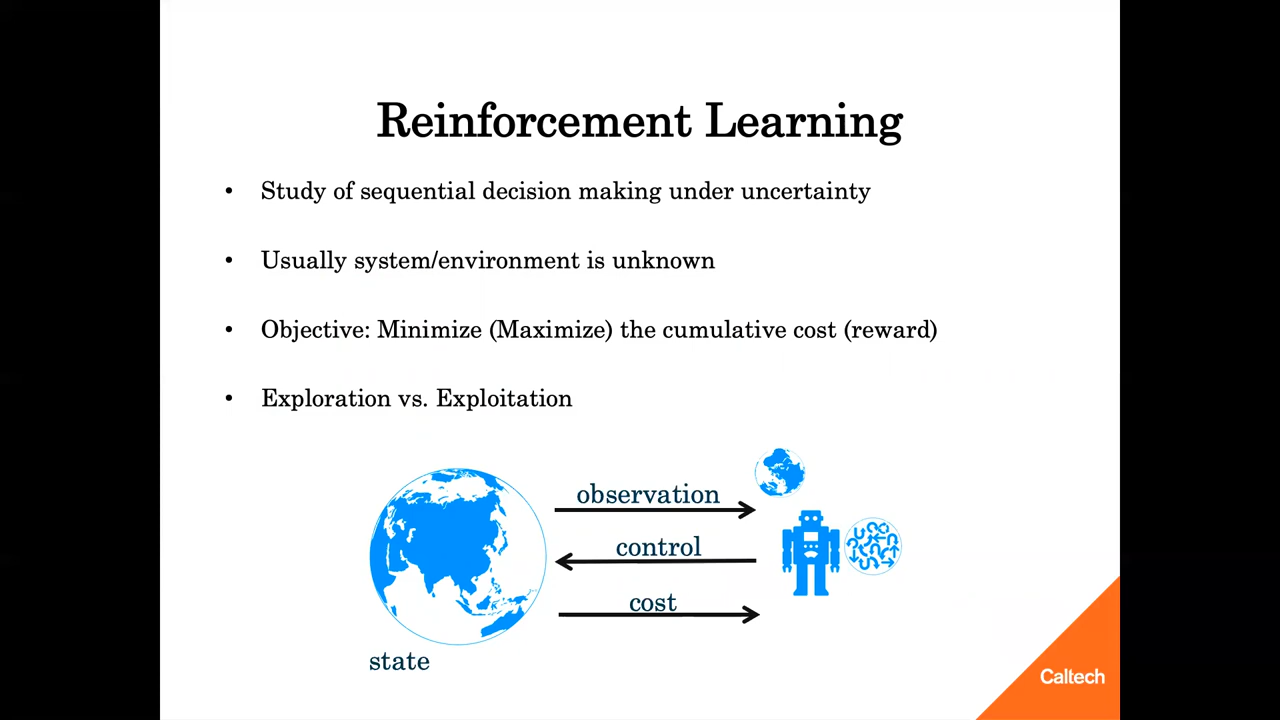 Reinforcement Learning
• Study of sequential decision making under uncertainty
• Usually system/environment is unknown
• Objective: Minimize (Maximize) the cumulative cost (reward)
• Exploration vs. Exploitation
observation
control
cost
state
Caltech